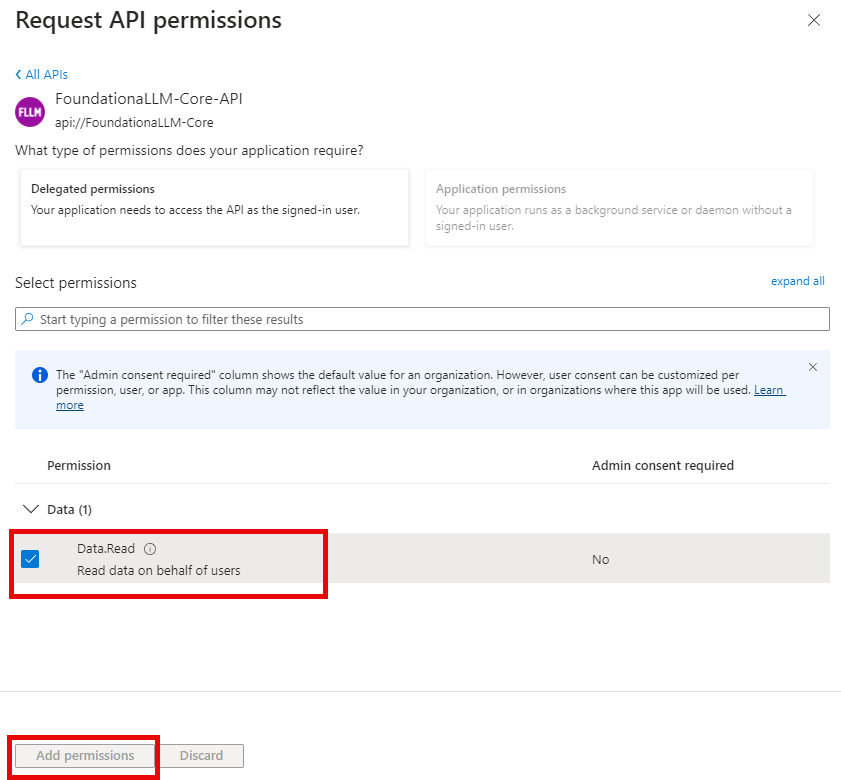 Request API permissions
All APIs
FLLM
FoundationaLLM-Core-API
api://FoundationaLLM-Core
What type of permissions does your application require?
Delegated permissions
Your application needs to access the API as the signed-in user.
Application permissions
Your application runs as a background service or daemon without a
signed-in user.
Select permissions
expand all
Start typing a permission to filter these results
The "Admin consent required" column shows the default value for an organization. However, user consent can be customized per
permission, user, or app. This column may not reflect the value in your organization, or in organizations where this app will be used. Learn
more
Permission
Admin consent required
Data (1)
Data.Read
Read data on behalf of users
No
Add permissions
Discard